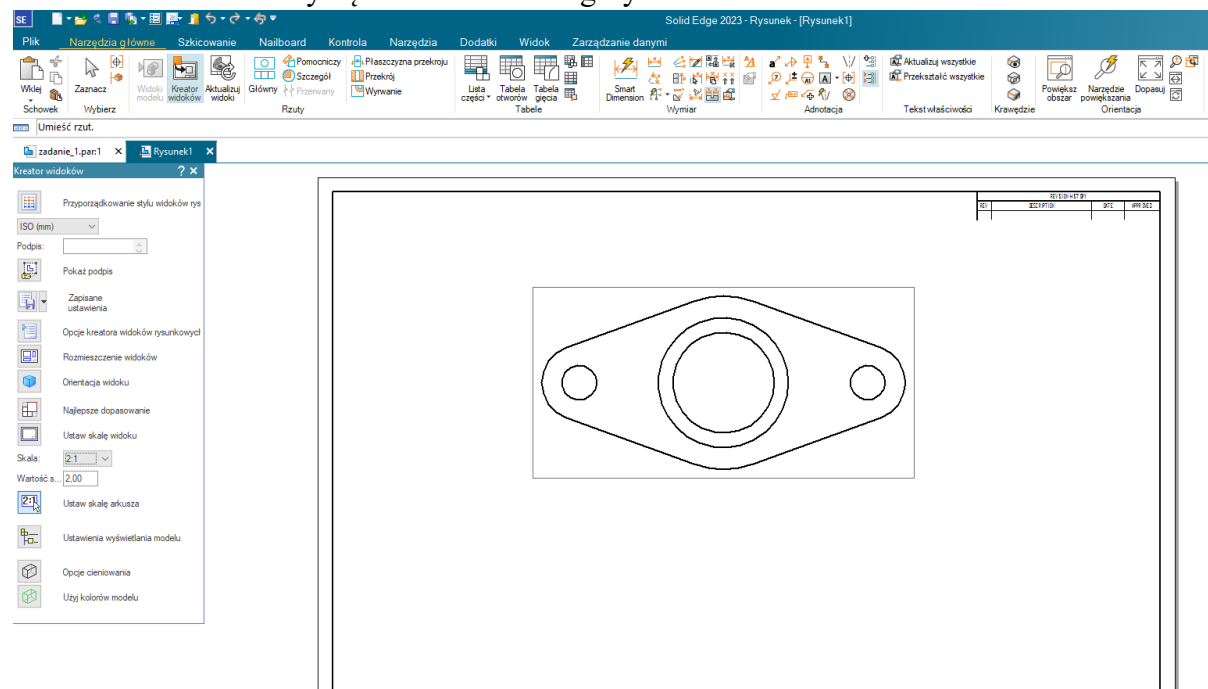 SE
Solid Edge 2023 - Rysunek - [Rysunek1]
Plik Narzędzia główne Szkicowanie Nailboard Kontrola Narzędzia Dodatki Widok Zarządzanie danymi
Wklej
Zaznacz
Widoki modelu
Kreator widoków
Aktualizuj widoki
Główny
Pomocniczy
Szczegół
Przerwany
Płaszczyzna przekroju
Przekrój
Wyrwanie
Lista części
Tabela otworów
Tabela gięcia
Smart Dimension
Aktualizuj wszystkie
Przekształć wszystkie
Powiększ obszar
Narzędzie powiększania
Dopasuj
Schowek Wybierz Rzuty Tabele Wymiar Adnotacja Tekst właściwości Krawędzie Orientacja
Umieść rzut.
zadanie_1.par:1 Rysunek1
Kreator widoków ?
Przyporządkowanie stylu widoków rys
ISO (mm)
Podpis:
Pokaż podpis
Zapisane
ustawienia
Opcje kreatora widoków rysunkowych
Rozmieszczenie widoków
Orientacja widoku
Najlepsze dopasowanie
Ustaw skalę widoku
Skala: 2:1
Wartość s... 2,00
2:1 Ustaw skalę arkusza
Ustawienia wyświetlania modelu
Opcje cieniowania
Użyj kolorów modelu
REVISION HISTORY
REV DESCRIPTION DATE APPROVED